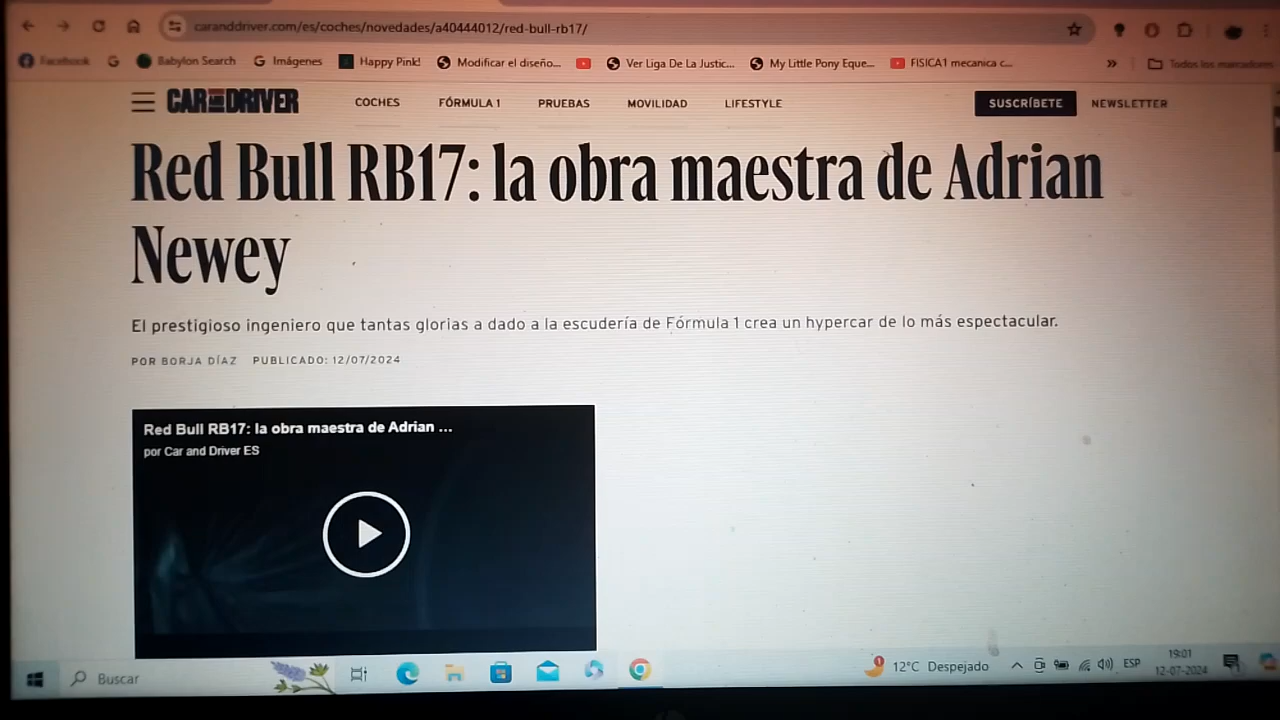 caranddriver.com/es/coches/novedades/a40444012/red-bull-rb17/
Facebook Babylon Search Imágenes Happy Pink! Modificar el diseño... Ver Liga De La Justic... My Little Pony Eque... FISICA1 mecanica c... » Todos los marcadores
CAR AND DRIVER COCHES FÓRMULA 1 PRUEBAS MOVILIDAD LIFESTYLE SUSCRÍBETE NEWSLETTER
Red Bull RB17: la obra maestra de Adrian
Newey
El prestigioso ingeniero que tantas glorias a dado a la escudería de Fórmula 1 crea un hypercar de lo más espectacular.
POR BORJA DÍAZ PUBLICADO: 12/07/2024
Red Bull RB17: la obra maestra de Adrian ...
por Car and Driver ES
Buscar 1 12°C Despejado ESP 19:01
12-07-2024